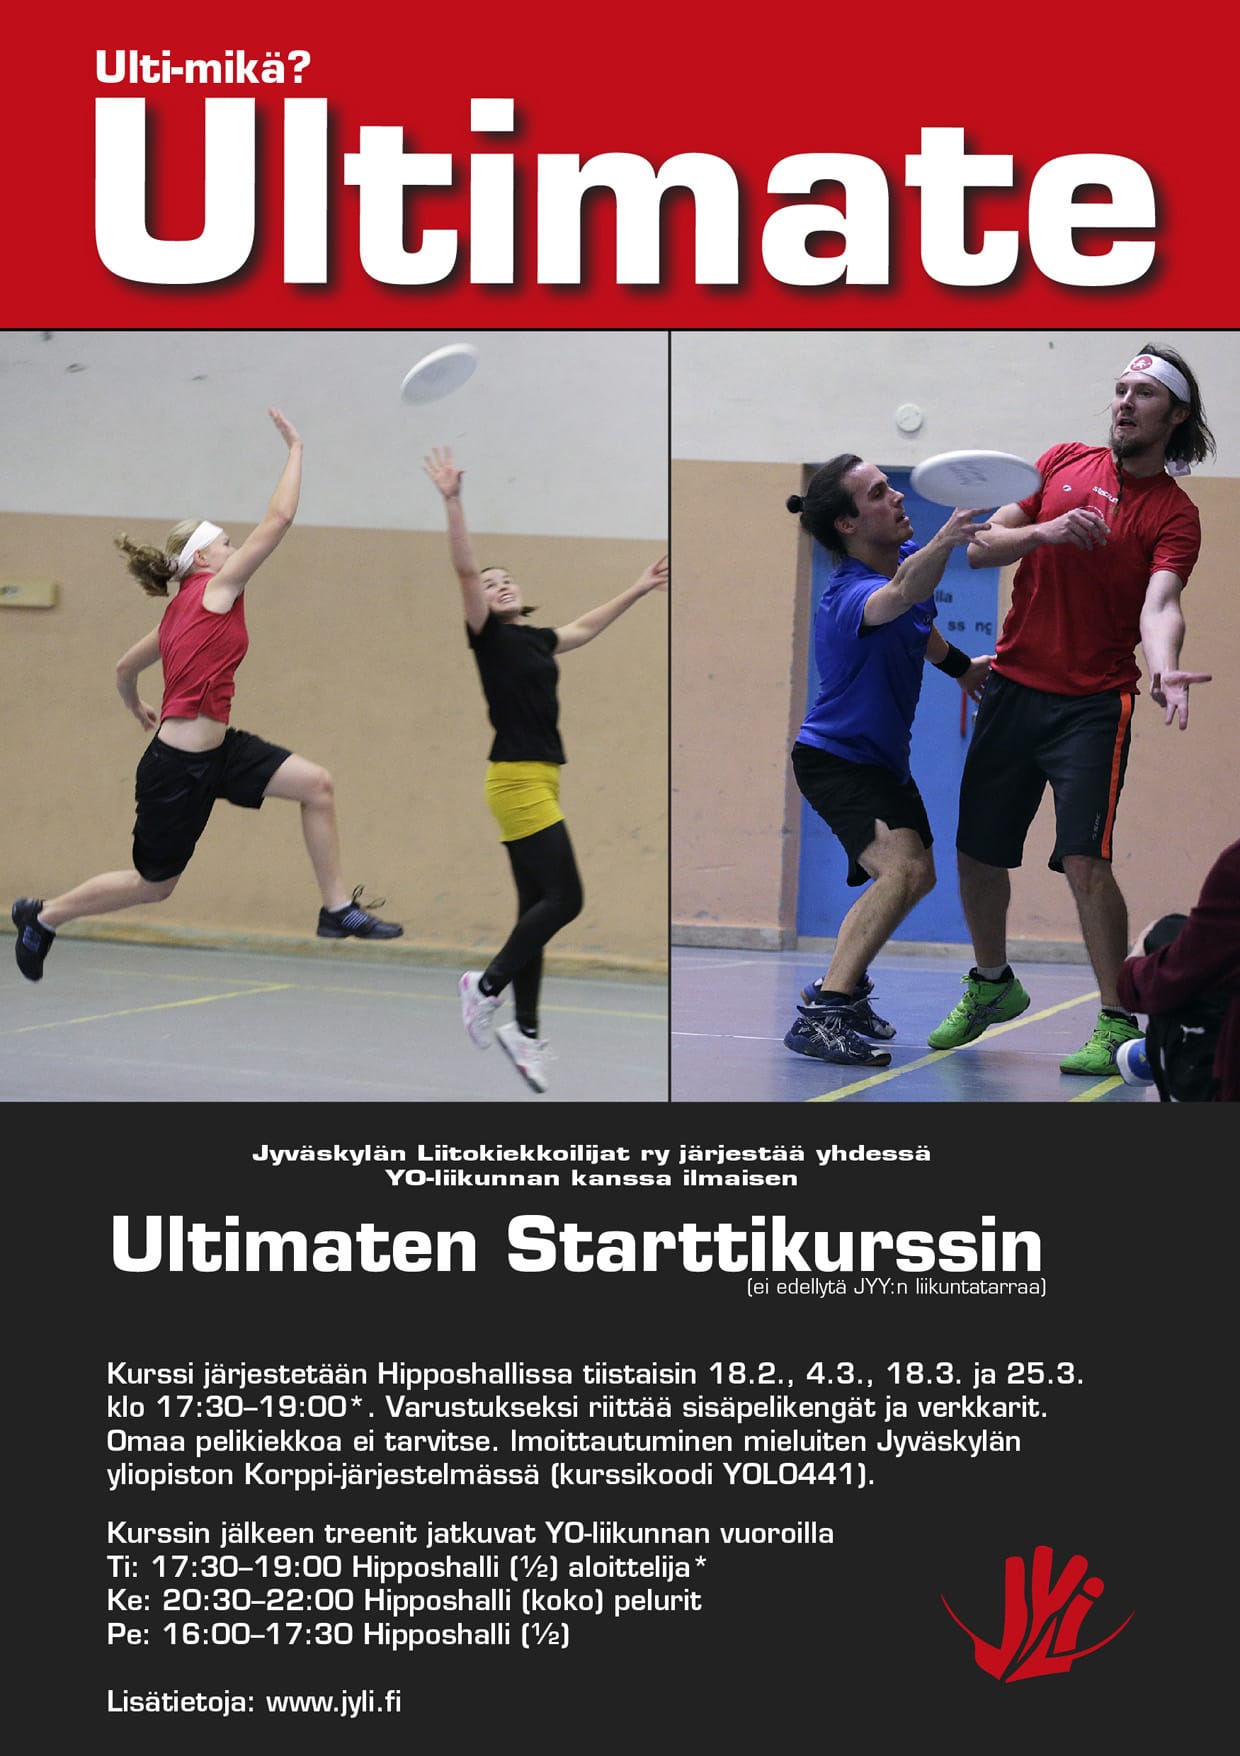 Ulti-mikä?
Ultimate
Jyväskylän Liitokiekkoilijat ry järjestää yhdessä
YO-liikunnan kanssa ilmaisen
Ultimaten Starttikurssin
(ei edellytä JYY:n liikuntatarraa)
Kurssi järjestetään Hipposhallissa tiistaisin 18.2., 4.3., 18.3. ja 25.3.
klo 17:30–19:00*. Varustukseksi riittää sisäpelikengät ja verkkarit.
Omaa pelikiekkoa ei tarvitse. Imoittautuminen mieluiten Jyväskylän
yliopiston Korppi-järjestelmässä (kurssikoodi YOLO441).
Kurssin jälkeen treenit jatkuvat YO-liikunnan vuoroilla
Ti: 17:30–19:00 Hipposhalli (½) aloittelija*
Ke: 20:30–22:00 Hipposhalli (koko) pelurit
Pe: 16:00–17:30 Hipposhalli (½)
JYLI
Lisätietoja: www.jyli.fi